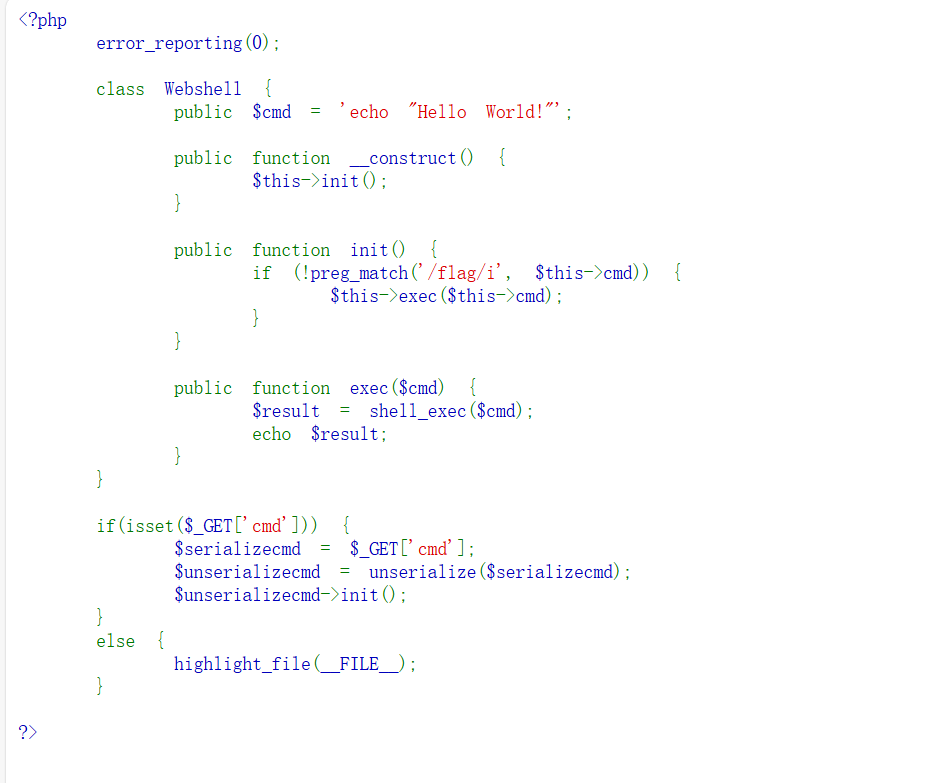 <?php
error_reporting(0);
class Webshell {
public $cmd = 'echo "Hello World!"';
public function __construct() {
$this->init();
}
public function init() {
if (!preg_match('/flag/i', $this->cmd)) {
$this->exec($this->cmd);
}
}
public function exec($cmd) {
$result = shell_exec($cmd);
echo $result;
}
}
if(isset($_GET['cmd'])) {
$serializecmd = $_GET['cmd'];
$unserializecmd = unserialize($serializecmd);
$unserializecmd->init();
}
else {
highlight_file(__FILE__);
}
?>